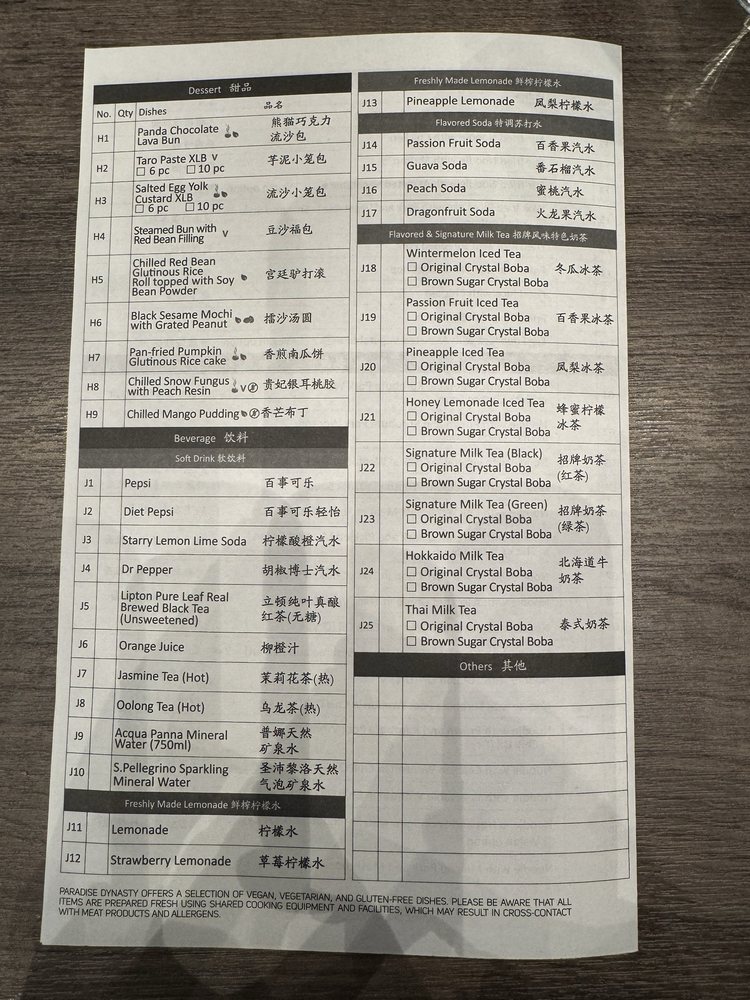 Dessert 甜品
No. Qty Dishes 品名
H1 Panda Chocolate
Lava Bun
熊猫巧克力
流沙包
H2 Taro Paste XLB V 芋泥小笼包
☐ 6 pc ☐ 10 pc
H3 Salted Egg Yolk
Custard XLB
☐ 6 pc ☐ 10 pc
流沙小笼包
H4 Steamed Bun with
Red Bean Filling V
豆沙福包
H5 Chilled Red Bean
Glutinous Rice
Roll topped with Soy
Bean Powder
宫廷驴打滚
H6 Black Sesame Mochi
with Grated Peanut
擂沙汤圆
H7 Pan-fried Pumpkin
Glutinous Rice cake
香煎南瓜饼
H8 Chilled Snow Fungus
with Peach Resin V
贵妃银耳桃胶
H9 Chilled Mango Pudding 香芒布丁
Beverage 饮料
Soft Drink 软饮料
J1 Pepsi 百事可乐
J2 Diet Pepsi 百事可乐轻怡
J3 Starry Lemon Lime Soda 柠檬酸橙汽水
J4 Dr Pepper 胡椒博士汽水
J5 Lipton Pure Leaf Real
Brewed Black Tea
(Unsweetened)
立顿纯叶真酿
红茶(无糖)
J6 Orange Juice 柳橙汁
J7 Jasmine Tea (Hot) 茉莉花茶(热)
J8 Oolong Tea (Hot) 乌龙茶(热)
J9 Acqua Panna Mineral
Water (750ml)
普娜天然
矿泉水
J10 S.Pellegrino Sparkling
Mineral Water
圣沛黎洛天然
气泡矿泉水
Freshly Made Lemonade 鲜榨柠檬水
J11 Lemonade 柠檬水
J12 Strawberry Lemonade 草莓柠檬水
Freshly Made Lemonade 鲜榨柠檬水
J13 Pineapple Lemonade 凤梨柠檬水
Flavored Soda 特调苏打水
J14 Passion Fruit Soda 百香果汽水
J15 Guava Soda 番石榴汽水
J16 Peach Soda 蜜桃汽水
J17 Dragonfruit Soda 火龙果汽水
Flavored & Signature Milk Tea 招牌风味特色奶茶
J18 Wintermelon Iced Tea
☐ Original Crystal Boba
☐ Brown Sugar Crystal Boba
冬瓜冰茶
J19 Passion Fruit Iced Tea
☐ Original Crystal Boba
☐ Brown Sugar Crystal Boba
百香果冰茶
J20 Pineapple Iced Tea
☐ Original Crystal Boba
☐ Brown Sugar Crystal Boba
凤梨冰茶
J21 Honey Lemonade Iced Tea
☐ Original Crystal Boba
☐ Brown Sugar Crystal Boba
蜂蜜柠檬
冰茶
J22 Signature Milk Tea (Black)
☐ Original Crystal Boba
☐ Brown Sugar Crystal Boba
招牌奶茶
(红茶)
J23 Signature Milk Tea (Green)
☐ Original Crystal Boba
☐ Brown Sugar Crystal Boba
招牌奶茶
(绿茶)
J24 Hokkaido Milk Tea
☐ Original Crystal Boba
☐ Brown Sugar Crystal Boba
北海道牛
奶茶
J25 Thai Milk Tea
☐ Original Crystal Boba
☐ Brown Sugar Crystal Boba
泰式奶茶
Others 其他
PARADISE DYNASTY OFFERS A SELECTION OF VEGAN, VEGETARIAN, AND GLUTEN-FREE DISHES. PLEASE BE AWARE THAT ALL
ITEMS ARE PREPARED FRESH USING SHARED COOKING EQUIPMENT AND FACILITIES, WHICH MAY RESULT IN CROSS-CONTACT
WITH MEAT PRODUCTS AND ALLERGENS.